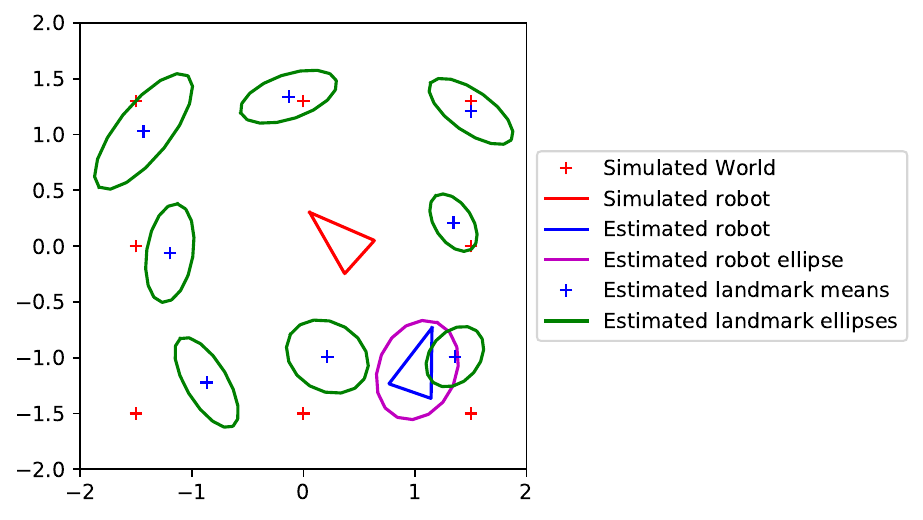 2.0
1.5
1.0
0.5
0.0
−0.5
−1.0
−1.5
−2.0
−2
−1
0
1
2
Simulated World
Simulated robot
Estimated robot
Estimated robot ellipse
Estimated landmark means
Estimated landmark ellipses